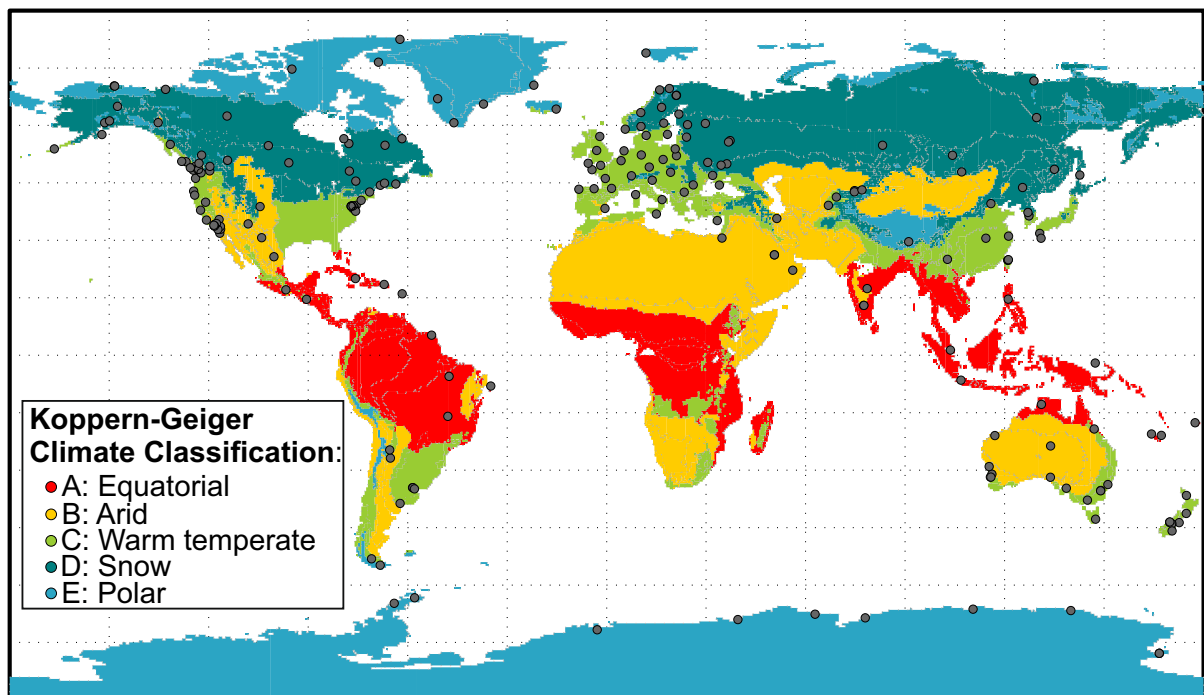 Koppern-Geiger
Climate Classification:
A: Equatorial
B: Arid
C: Warm temperate
D: Snow
E: Polar